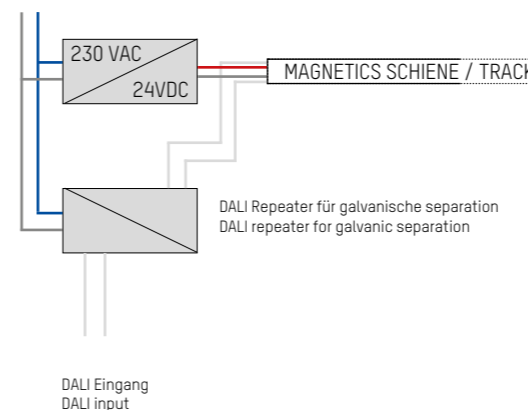 230 VAC
24VDC
MAGNETICS SCHIENE / TRACK
DALI Repeater für galvanische separation
DALI repeater for galvanic separation
DALI Eingang
DALI input